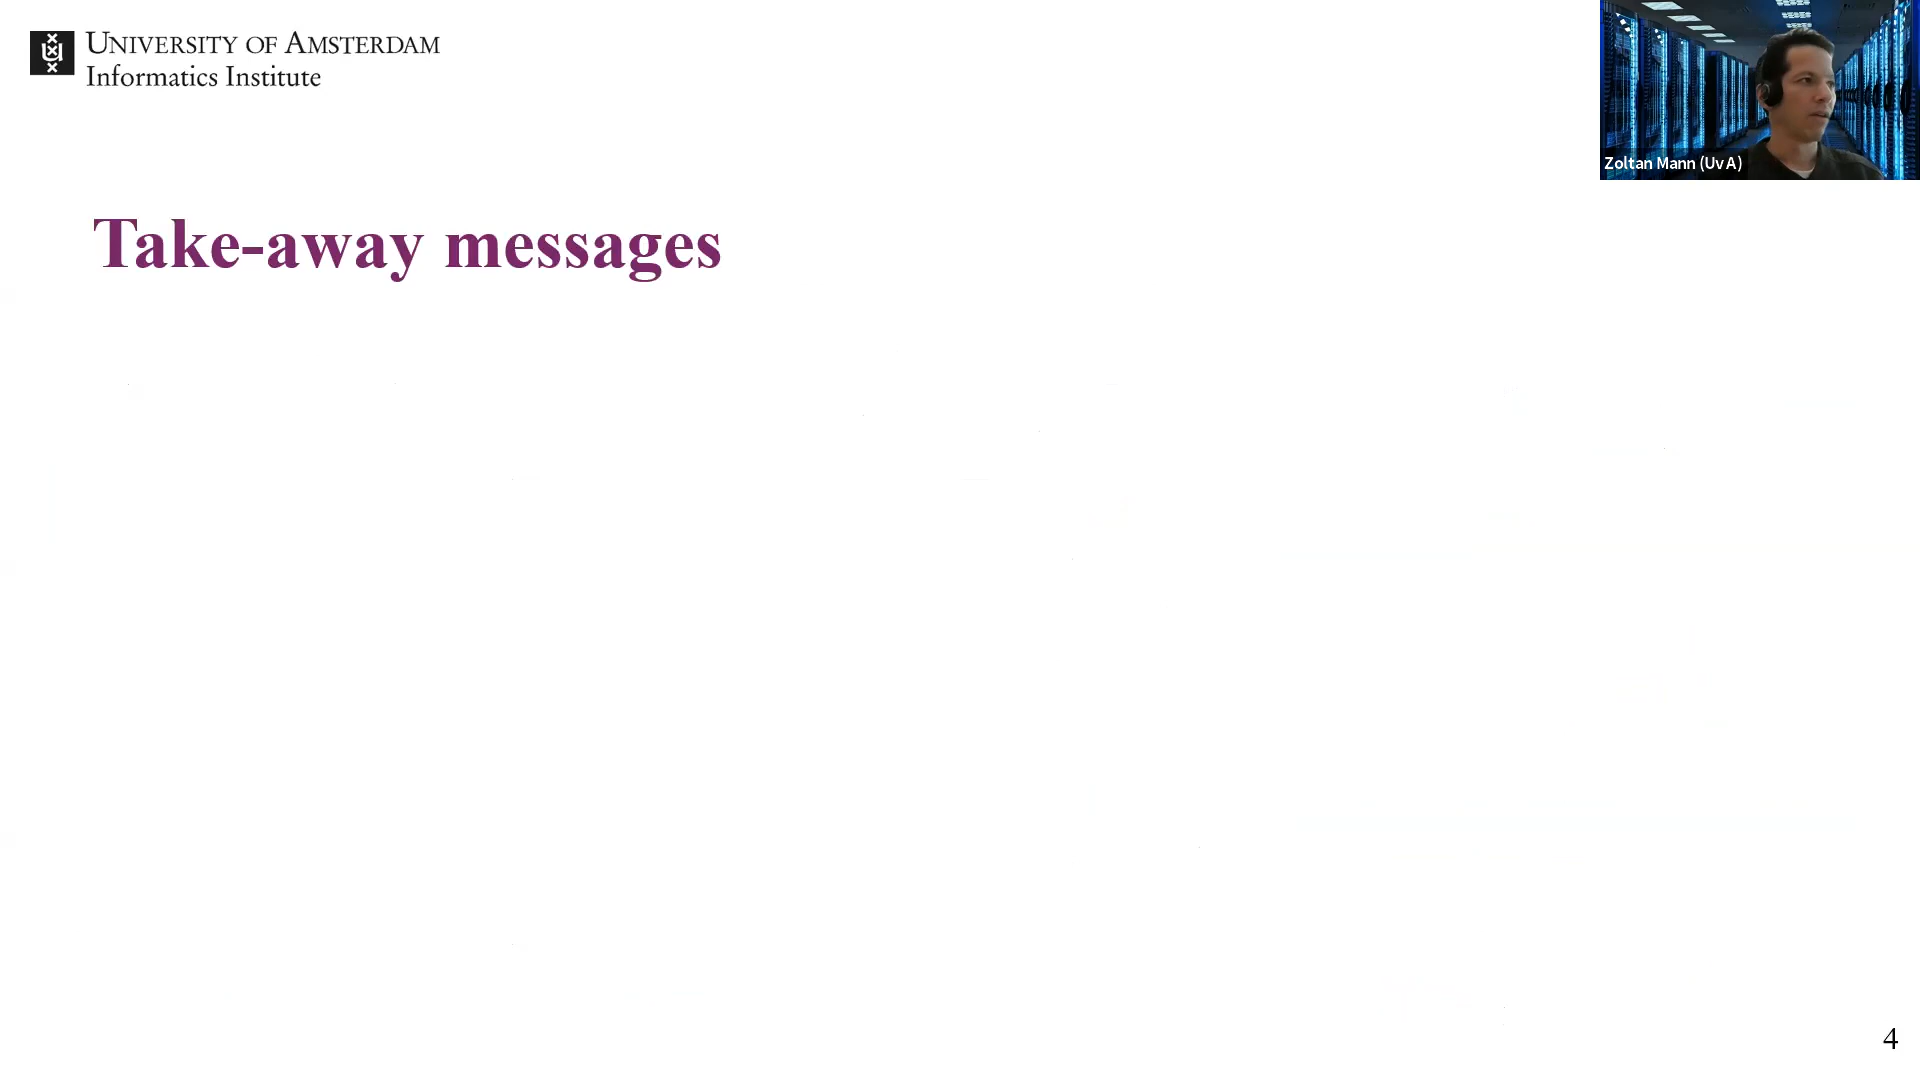 UNIVERSITY OF AMSTERDAM
Informatics Institute
Zoltan Mann (UvA)
Take-away messages
4